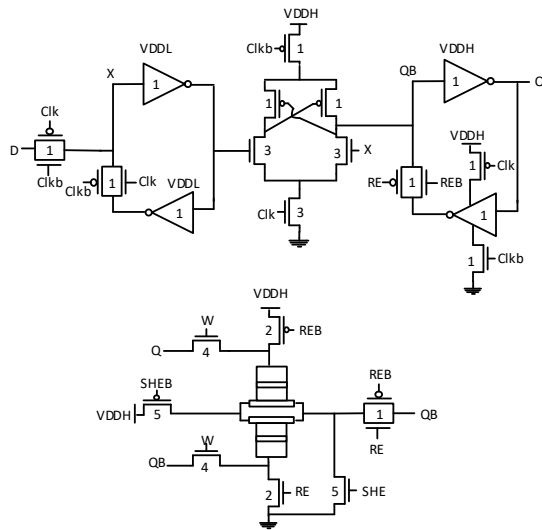 VDDH
Clkb
VDDL
X
1
QB
VDDH
1
Q
Clk
1
1
1
D
1
3
3
X
VDDH
1
Clk
Clkb
Clkb
1
Clk
VDDL
1
RE
1
REB
1
Clk
3
1
Clkb
VDDH
W
2
REB
Q
4
SHEB
REB
VDDH
5
1
QB
W
RE
QB
4
2
RE
5
SHE